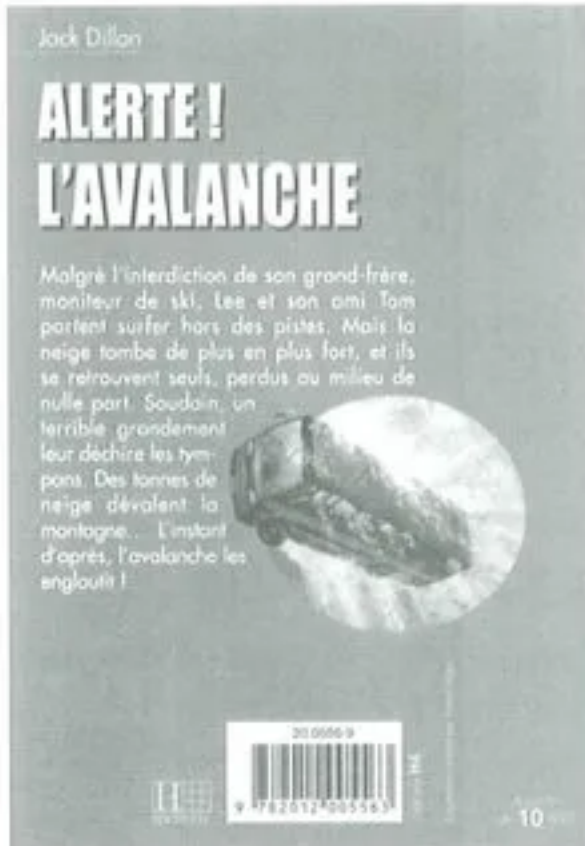 Jack Dillon
ALERTE !
L'AVALANCHE
Malgré l'interdiction de son grand-frère,
moniteur de ski, Lee et son ami Tom
partent surfer hors des pistes. Mais la
neige tombe de plus en plus fort, et ils
se retrouvent seuls, perdus au milieu de
nulle part. Soudain, un
terrible grondement
leur déchire les tym-
pans. Des tonnes de
neige dévalent la
montagne... L'instant
d'après, l'avalanche les
engloutit !
20.0556.9
9 782012 005563
10